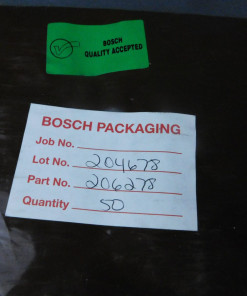 BOSCH
QUALITY ACCEPTED
BOSCH PACKAGING
Job No.
Lot No. 204678
Part No. 206278
Quantity 50